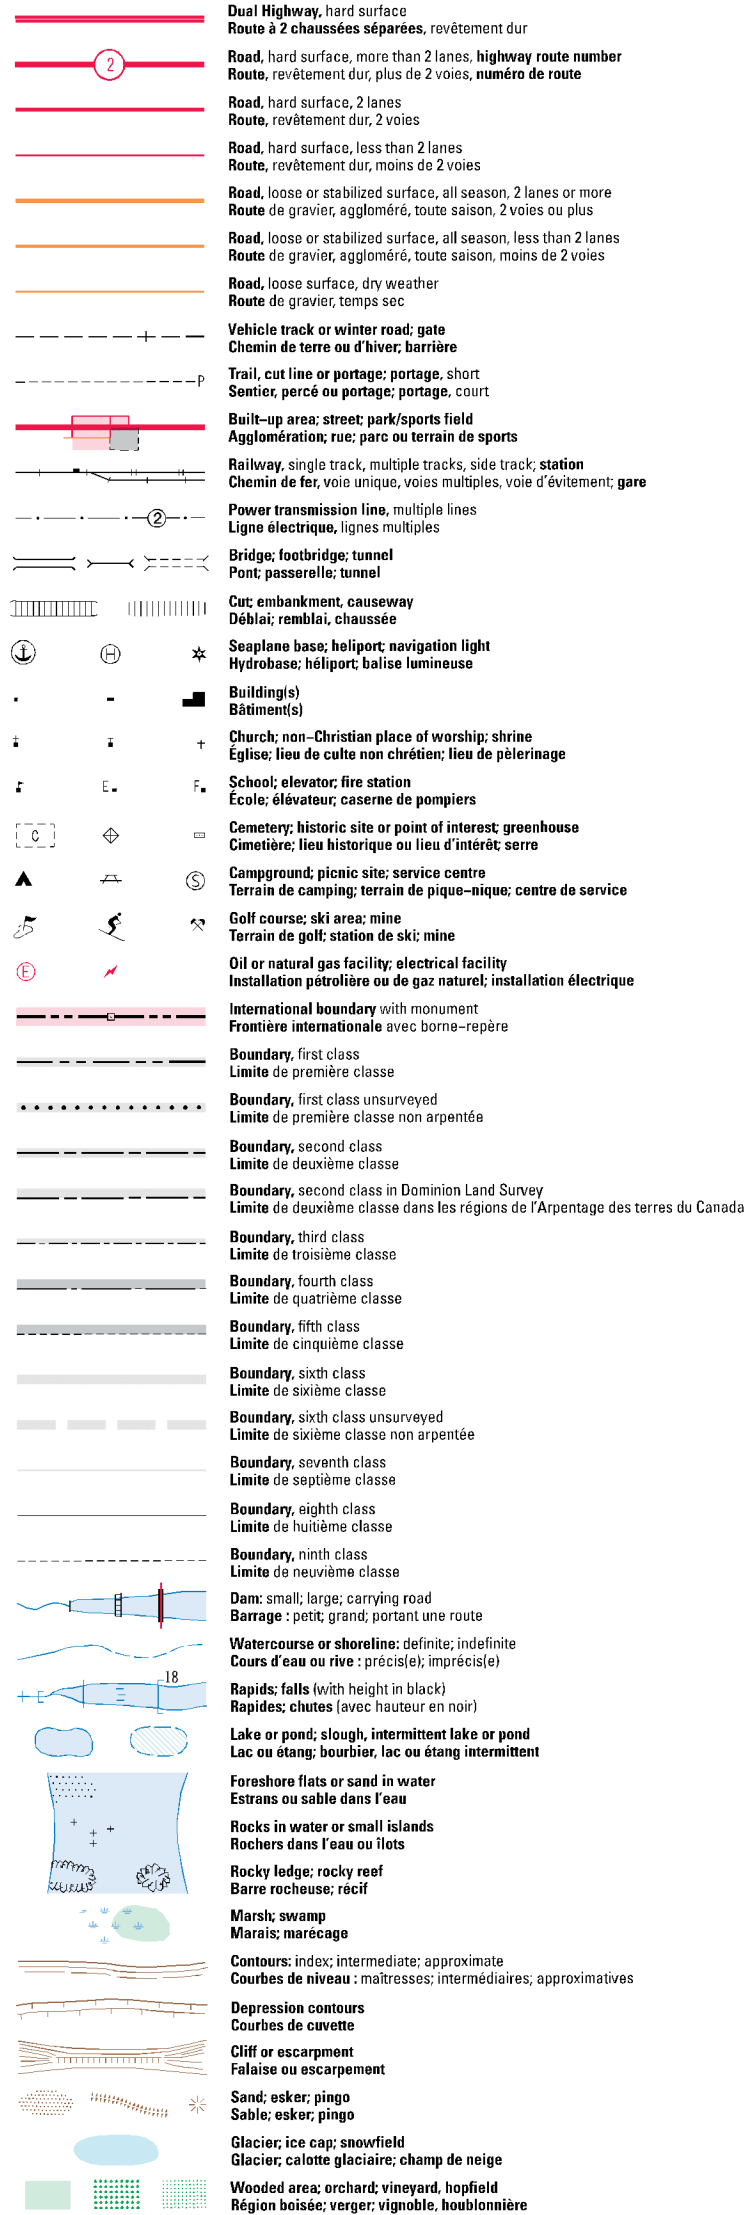 Dual Highway, hard surface
Route à 2 chaussées séparées, revêtement dur
2
Road, hard surface, more than 2 lanes, highway route number
Route, revêtement dur, plus de 2 voies, numéro de route
Road, hard surface, 2 lanes
Route, revêtement dur, 2 voies
Road, hard surface, less than 2 lanes
Route, revêtement dur, moins de 2 voies
Road, loose or stabilized surface, all season, 2 lanes or more
Route de gravier, aggloméré, toute saison, 2 voies ou plus
Road, loose or stabilized surface, all season, less than 2 lanes
Route de gravier, aggloméré, toute saison, moins de 2 voies
Road, loose surface, dry weather
Route de gravier, temps sec
Vehicle track or winter road; gate
Chemin de terre ou d'hiver; barrière
P
Trail, cut line or portage; portage, short
Sentier, percé ou portage; portage, court
Built-up area; street; park/sports field
Agglomération; rue; parc ou terrain de sports
Railway, single track, multiple tracks, side track; station
Chemin de fer, voie unique, voies multiples, voie d'évitement; gare
2
Power transmission line, multiple lines
Ligne électrique, lignes multiples
Bridge; footbridge; tunnel
Pont; passerelle; tunnel
Cut; embankment, causeway
Déblai; remblai, chaussée
H
Seaplane base; heliport; navigation light
Hydrobase; héliport; balise lumineuse
Building(s)
Bâtiment(s)
Church; non-Christian place of worship; shrine
Église; lieu de culte non chrétien; lieu de pèlerinage
E F
School; elevator; fire station
École; élévateur; caserne de pompiers
C
Cemetery; historic site or point of interest; greenhouse
Cimetière; lieu historique ou lieu d'intérêt; serre
S
Campground; picnic site; service centre
Terrain de camping; terrain de pique-nique; centre de service
Golf course; ski area; mine
Terrain de golf; station de ski; mine
E
Oil or natural gas facility; electrical facility
Installation pétrolière ou de gaz naturel; installation électrique
International boundary with monument
Frontière internationale avec borne-repère
Boundary, first class
Limite de première classe
Boundary, first class unsurveyed
Limite de première classe non arpentée
Boundary, second class
Limite de deuxième classe
Boundary, second class in Dominion Land Survey
Limite de deuxième classe dans les régions de l'Arpentage des terres du Canada
Boundary, third class
Limite de troisième classe
Boundary, fourth class
Limite de quatrième classe
Boundary, fifth class
Limite de cinquième classe
Boundary, sixth class
Limite de sixième classe
Boundary, sixth class unsurveyed
Limite de sixième classe non arpentée
Boundary, seventh class
Limite de septième classe
Boundary, eighth class
Limite de huitième classe
Boundary, ninth class
Limite de neuvième classe
Dam: small; large; carrying road
Barrage : petit; grand; portant une route
Watercourse or shoreline: definite; indefinite
Cours d'eau ou rive : précis(e); imprécis(e)
18
Rapids; falls (with height in black)
Rapides; chutes (avec hauteur en noir)
Lake or pond; slough, intermittent lake or pond
Lac ou étang; bourbier, lac ou étang intermittent
Foreshore flats or sand in water
Estrans ou sable dans l'eau
Rocks in water or small islands
Rochers dans l'eau ou îlots
Rocky ledge; rocky reef
Barre rocheuse; récif
Marsh; swamp
Marais; marécage
Contours: index; intermediate; approximate
Courbes de niveau : maîtresses; intermédiaires; approximatives
Depression contours
Courbes de cuvette
Cliff or escarpment
Falaise ou escarpement
Sand; esker; pingo
Sable; esker; pingo
Glacier; ice cap; snowfield
Glacier; calotte glaciaire; champ de neige
Wooded area; orchard; vineyard, hopfield
Région boisée; verger; vignoble, houblonnière